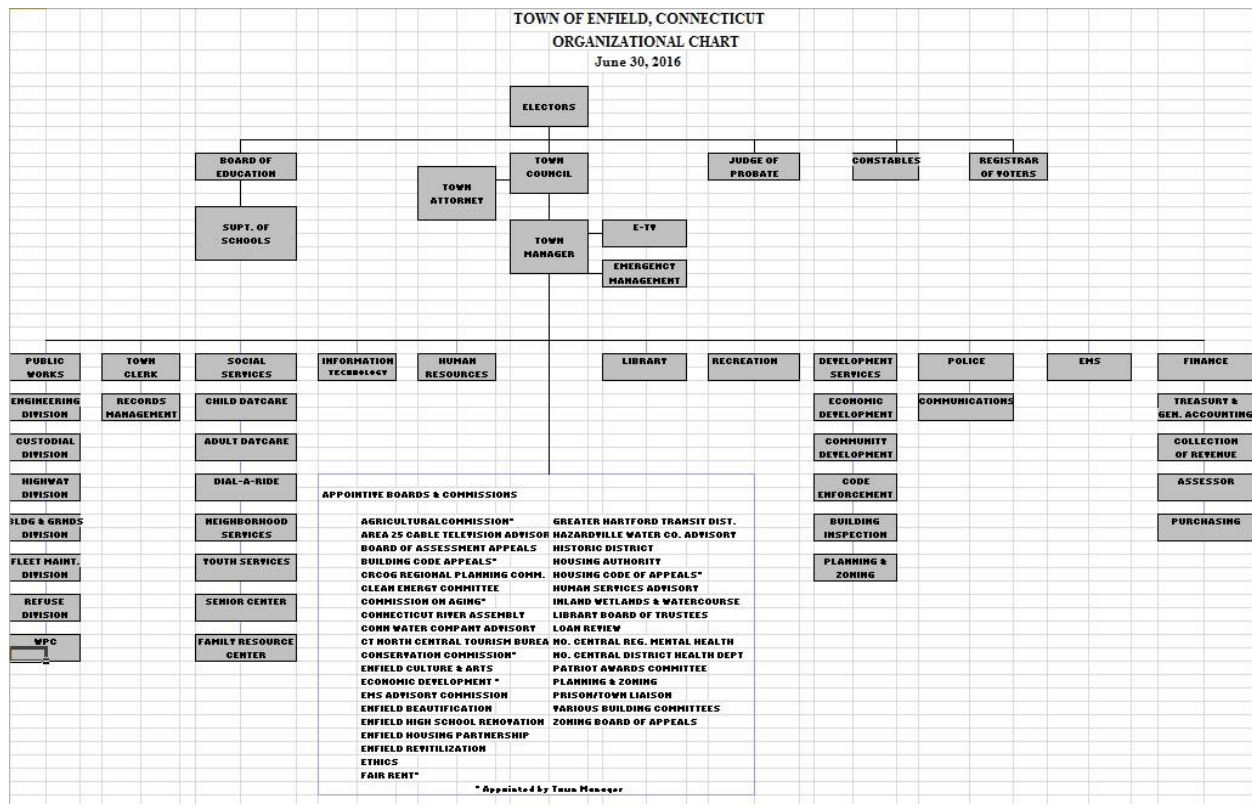 TOWN OF ENFIELD, CONNECTICUT
ORGANIZATIONAL CHART
June 30, 2016
ELECTORS
BOARD OF
EDUCATION
TOWN
COUNCIL
JUDGE OF
PROBATE
CONSTABLES
REGISTRAR
OF VOTERS
TOWN
ATTORNEY
SUPT. OF
SCHOOLS
TOWN
MANAGER
E-TV
EMERGENCY
MANAGEMENT
PUBLIC
WORKS
TOWN
CLERK
SOCIAL
SERVICES
INFORMATION
TECHNOLOGY
HUMAN
RESOURCES
LIBRARY
RECREATION
DEVELOPMENT
SERVICES
POLICE
EMS
FINANCE
ENGINEERING
DIVISION
RECORDS
MANAGEMENT
CHILD DAYCARE
ECONOMIC
DEVELOPMENT
COMMUNICATIONS
TREASURY &
GEN. ACCOUNTING
CUSTODIAL
DIVISION
ADULT DAYCARE
COMMUNITY
DEVELOPMENT
COLLECTION
OF REVENUE
HIGHWAY
DIVISION
DIAL-A-RIDE
CODE
ENFORCEMENT
ASSESSOR
BLDG & GRNDS
DIVISION
NEIGHBORHOOD
SERVICES
BUILDING
INSPECTION
PURCHASING
FLEET MAINT.
DIVISION
YOUTH SERVICES
PLANNING &
ZONING
REFUSE
DIVISION
SENIOR CENTER
WPC
FAMILY RESOURCE
CENTER
APPOINTIVE BOARDS & COMMISSIONS
AGRICULTURALCOMMISSION*
AREA 25 CABLE TELEVISION ADVISOR
BOARD OF ASSESSMENT APPEALS
BUILDING CODE APPEALS*
CRCOG REGIONAL PLANNING COMM.
CLEAN ENERGY COMMITTEE
COMMISSION ON AGING*
CONNECTICUT RIVER ASSEMBLY
CONN WATER COMPANY ADVISORY
CT NORTH CENTRAL TOURISM BUREA
CONSERVATION COMMISSION*
ENFIELD CULTURE & ARTS
ECONOMIC DEVELOPMENT *
EMS ADVISORY COMMISSION
ENFIELD BEAUTIFICATION
ENFIELD HIGH SCHOOL RENOVATION
ENFIELD HOUSING PARTNERSHIP
ENFIELD REVITILIZATION
ETHICS
FAIR RENT*
GREATER HARTFORD TRANSIT DIST.
HAZARDVILLE WATER CO. ADVISORY
HISTORIC DISTRICT
HOUSING AUTHORITY
HOUSING CODE OF APPEALS*
HUMAN SERVICES ADVISORY
INLAND WETLANDS & WATERCOURSE
LIBRARY BOARD OF TRUSTEES
LOAN REVIEW
NO. CENTRAL REG. MENTAL HEALTH
NO. CENTRAL DISTRICT HEALTH DEPT
PATRIOT AWARDS COMMITTEE
PLANNING & ZONING
PRISON/TOWN LIAISON
VARIOUS BUILDING COMMITTEES
ZONING BOARD OF APPEALS
* Appointed by Town Manager